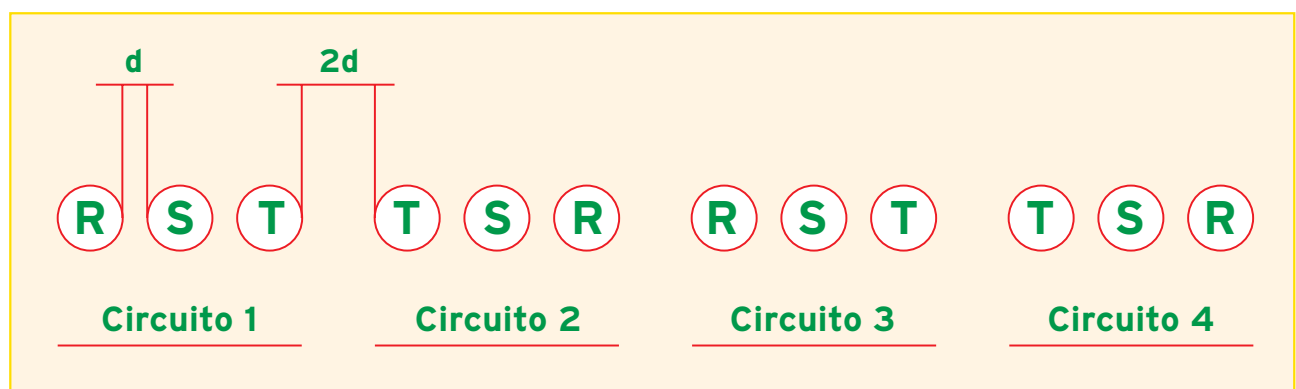 d 2d
R S T T S R R S T T S R
Circuito 1 Circuito 2 Circuito 3 Circuito 4